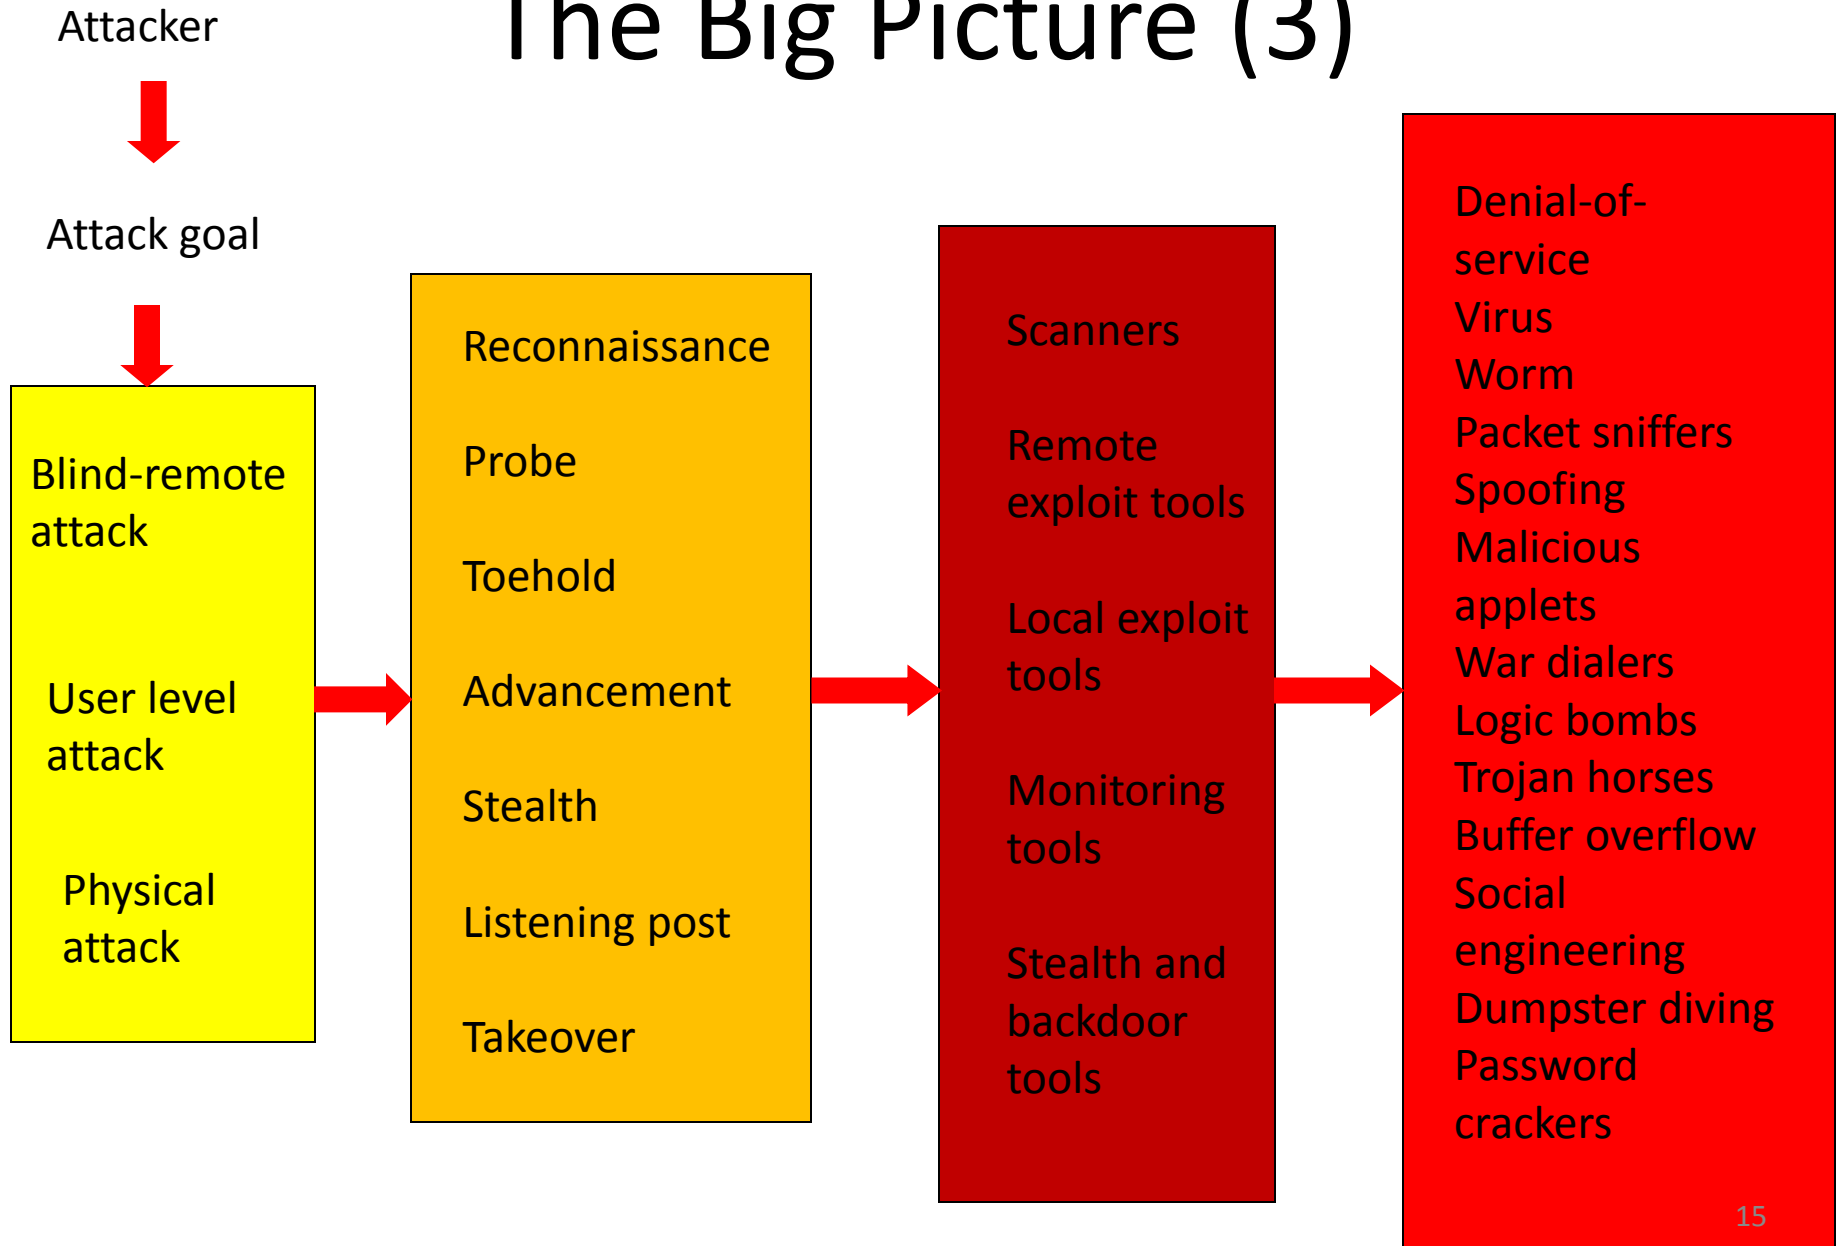 The Big Picture (3)
Attacker
Attack goal
Blind-remote
attack
User level
attack
Physical
attack
Reconnaissance
Probe
Toehold
Advancement
Stealth
Listening post
Takeover
Scanners
Remote
exploit tools
Local exploit
tools
Monitoring
tools
Stealth and
backdoor
tools
Denial-of-
service
Virus
Worm
Packet sniffers
Spoofing
Malicious
applets
War dialers
Logic bombs
Trojan horses
Buffer overflow
Social
engineering
Dumpster diving
Password
crackers
15